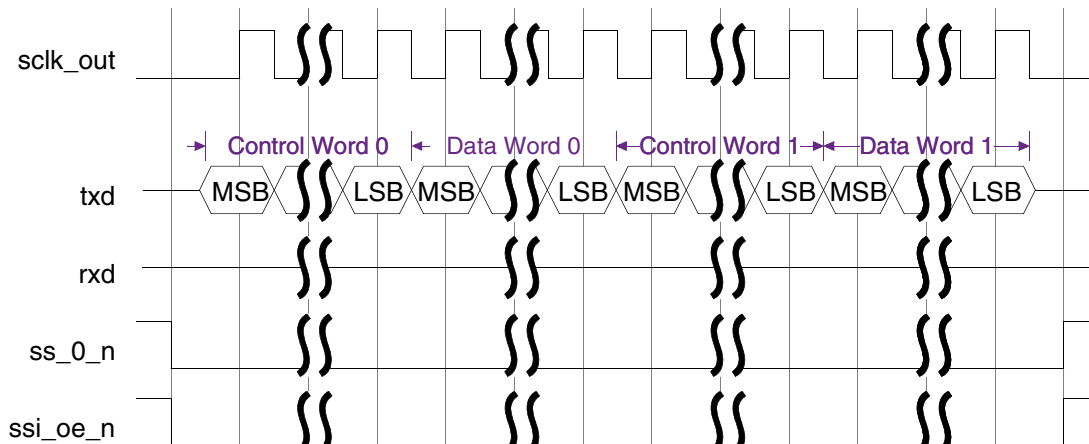 sclk_out
Control Word 0 Data Word 0 Control Word 1 Data Word 1
txd MSB LSB MSB LSB MSB LSB MSB LSB
rxd
ss_0_n
ssi_oe_n